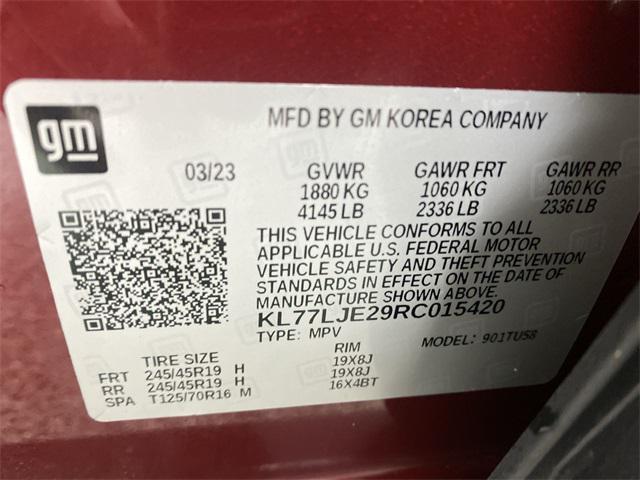 gm
MFD BY GM KOREA COMPANY
03/23 GVWR GAWR FRT GAWR RR
1880 KG 1060 KG 1060 KG
4145 LB 2336 LB 2336 LB
THIS VEHICLE CONFORMS TO ALL
APPLICABLE U.S. FEDERAL MOTOR
VEHICLE SAFETY AND THEFT PREVENTION
STANDARDS IN EFFECT ON THE DATE OF
MANUFACTURE SHOWN ABOVE.
KL77LJE29RC015420
TYPE: MPV MODEL: 901TU58
TIRE SIZE RIM
FRT 245/45R19 H 19X8J
RR 245/45R19 H 19X8J
SPA T125/70R16 M 16X4BT